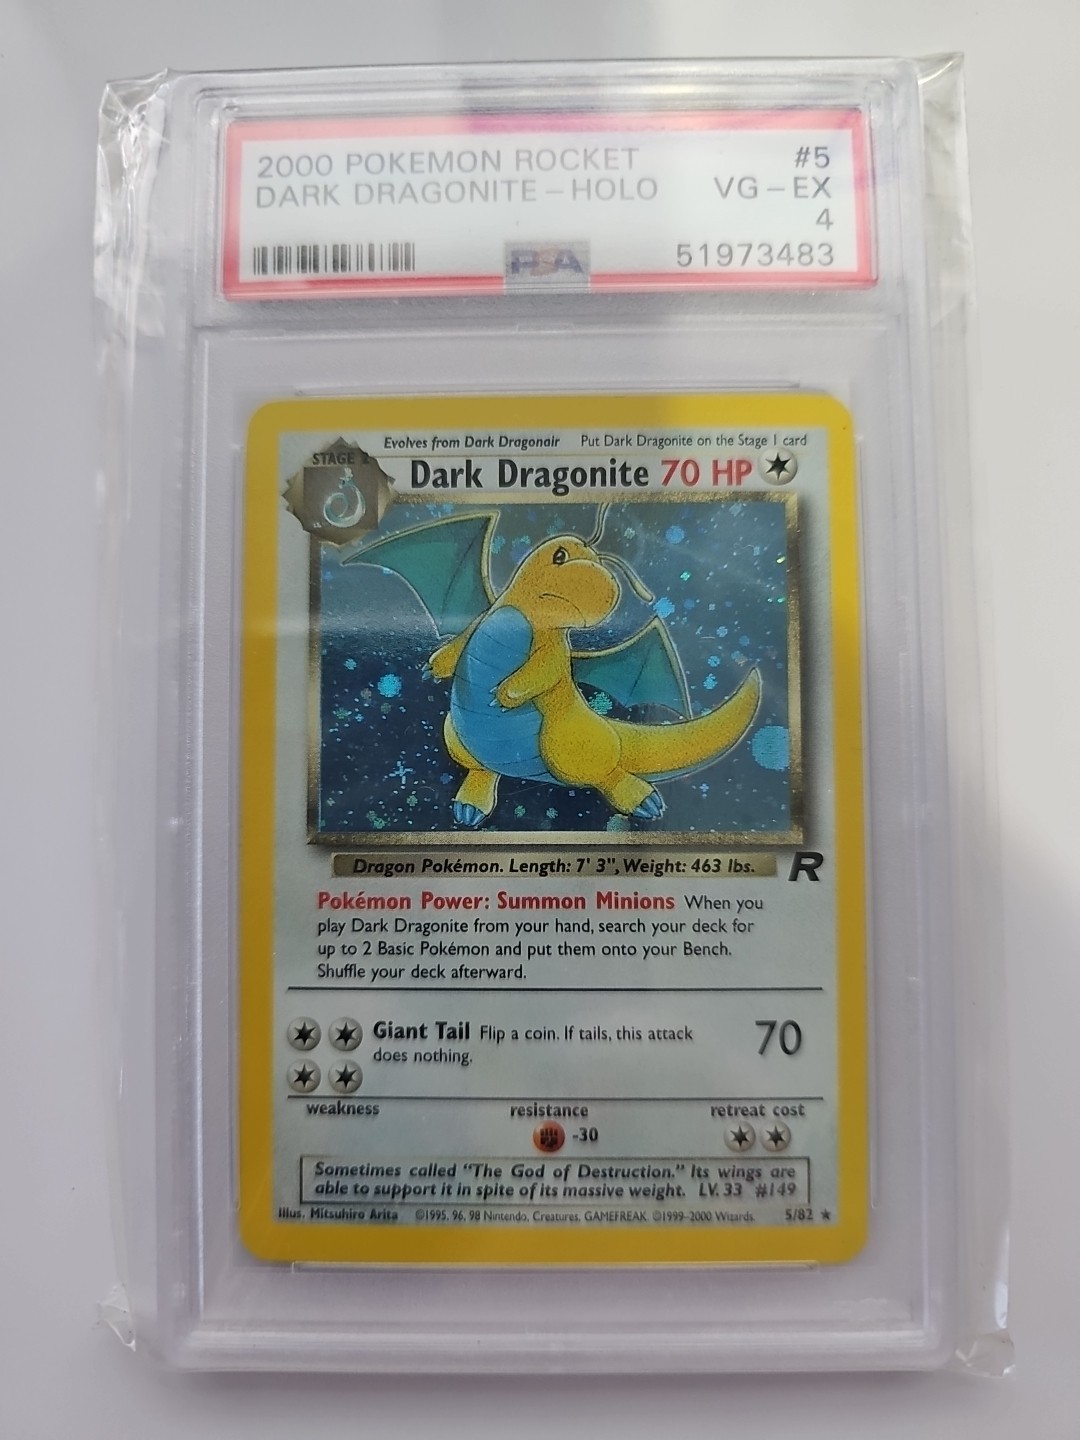 2000 POKEMON ROCKET #5
DARK DRAGONITE - HOLO VG - EX
4
PSA 51973483
Evolves from Dark Dragonair Put Dark Dragonite on the Stage 1 card
STAGE 2
Dark Dragonite 70 HP
Dragon Pokémon. Length: 7' 3", Weight: 463 lbs.
R
Pokémon Power: Summon Minions When you
play Dark Dragonite from your hand, search your deck for
up to 2 Basic Pokémon and put them onto your Bench.
Shuffle your deck afterward.
Giant Tail Flip a coin. If tails, this attack 70
does nothing.
weakness resistance retreat cost
-30
Sometimes called "The God of Destruction." Its wings are
able to support it in spite of its massive weight. LV. 33 #149
Illus. Mitsuhiro Arita ©1995, 96, 98 Nintendo, Creatures, GAMEFREAK. ©1999-2000 Wizards. 5/82